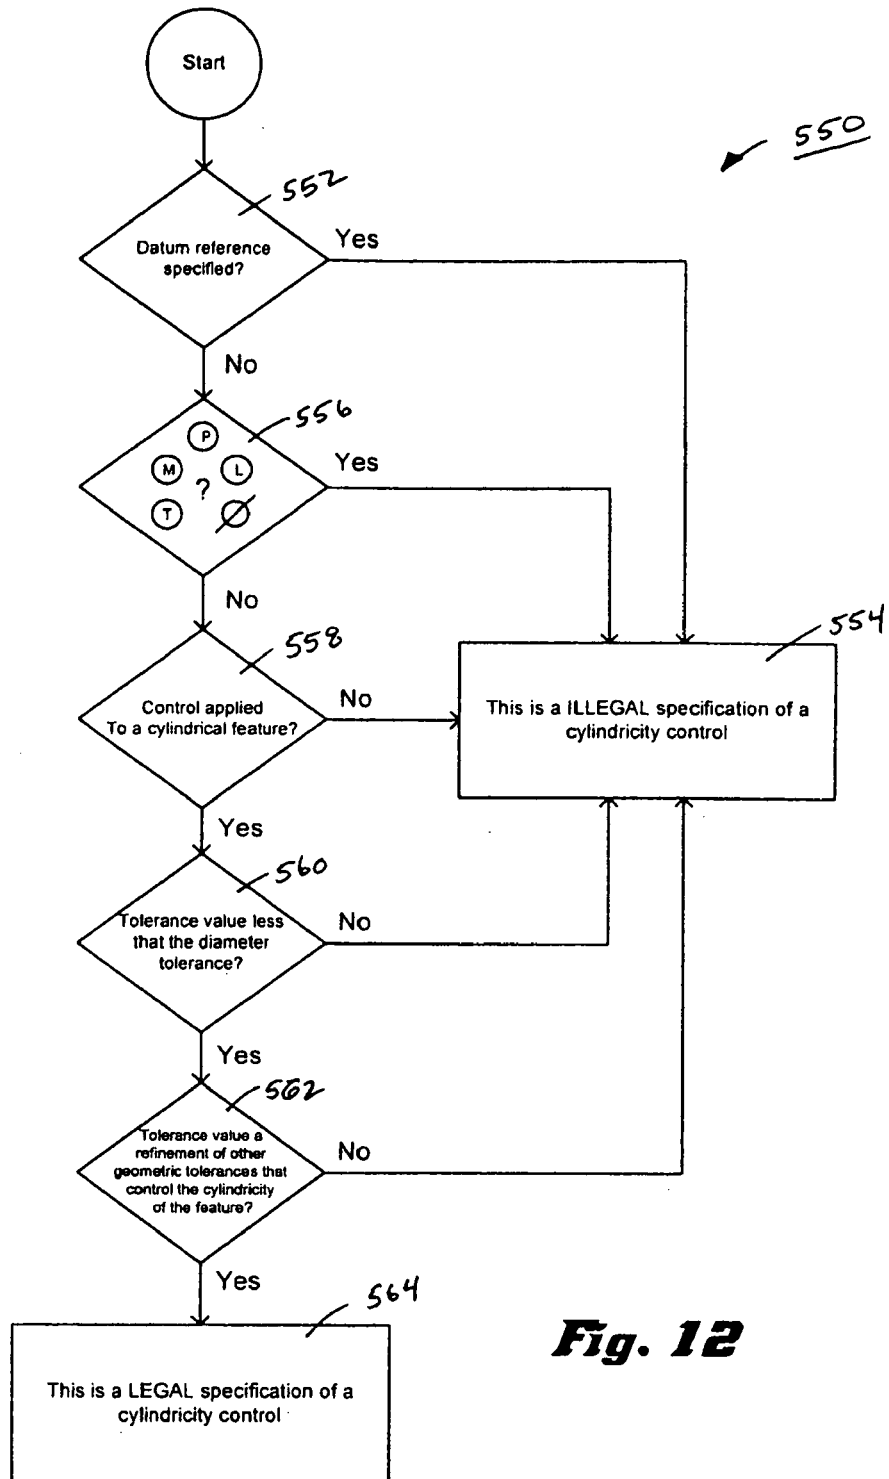 Start
550
552
Datum reference
specified?
Yes
No
556
P
M
L
?
T
Ø
Yes
No
558
Control applied
To a cylindrical feature?
No
Yes
554
This is a ILLEGAL specification of a
cylindricity control
560
Tolerance value less
that the diameter
tolerance?
No
Yes
562
Tolerance value a
refinement of other
geometric tolerances that
control the cylindricity
of the feature?
No
Yes
564
This is a LEGAL specification of a
cylindricity control
Fig. 12